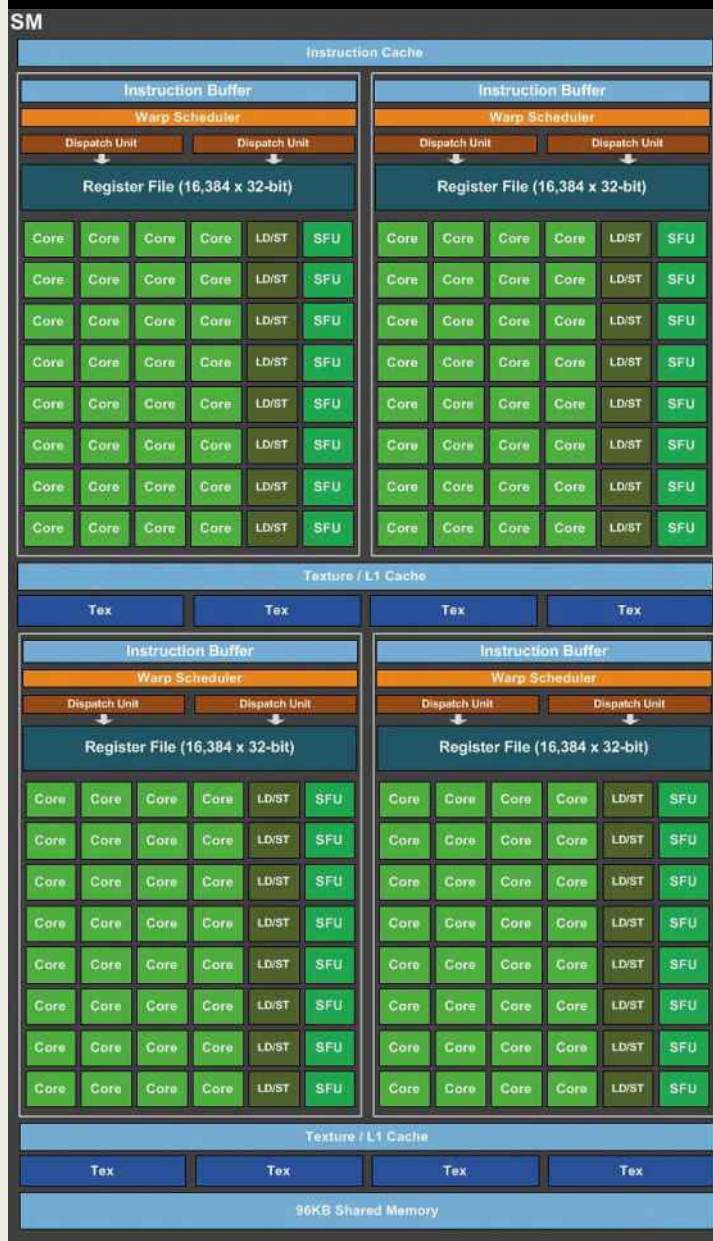 SM
Instruction Cache
Instruction Buffer Instruction Buffer
Warp Scheduler Warp Scheduler
Dispatch Unit Dispatch Unit Dispatch Unit Dispatch Unit
Register File (16,384 x 32-bit) Register File (16,384 x 32-bit)
Core Core Core Core LD/ST SFU Core Core Core Core LD/ST SFU
Core Core Core Core LD/ST SFU Core Core Core Core LD/ST SFU
Core Core Core Core LD/ST SFU Core Core Core Core LD/ST SFU
Core Core Core Core LD/ST SFU Core Core Core Core LD/ST SFU
Core Core Core Core LD/ST SFU Core Core Core Core LD/ST SFU
Core Core Core Core LD/ST SFU Core Core Core Core LD/ST SFU
Core Core Core Core LD/ST SFU Core Core Core Core LD/ST SFU
Core Core Core Core LD/ST SFU Core Core Core Core LD/ST SFU
Texture / L1 Cache
Tex Tex Tex Tex
Instruction Buffer Instruction Buffer
Warp Scheduler Warp Scheduler
Dispatch Unit Dispatch Unit Dispatch Unit Dispatch Unit
Register File (16,384 x 32-bit) Register File (16,384 x 32-bit)
Core Core Core Core LD/ST SFU Core Core Core Core LD/ST SFU
Core Core Core Core LD/ST SFU Core Core Core Core LD/ST SFU
Core Core Core Core LD/ST SFU Core Core Core Core LD/ST SFU
Core Core Core Core LD/ST SFU Core Core Core Core LD/ST SFU
Core Core Core Core LD/ST SFU Core Core Core Core LD/ST SFU
Core Core Core Core LD/ST SFU Core Core Core Core LD/ST SFU
Core Core Core Core LD/ST SFU Core Core Core Core LD/ST SFU
Core Core Core Core LD/ST SFU Core Core Core Core LD/ST SFU
Texture / L1 Cache
Tex Tex Tex Tex
96KB Shared Memory